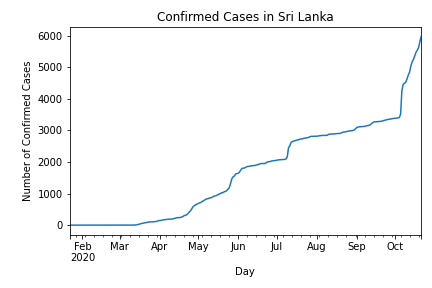 Confirmed Cases in Sri Lanka
Number of Confirmed Cases
6000
5000
4000
3000
2000
1000
0
Feb Mar Apr May Jun Jul Aug Sep Oct
2020
Day